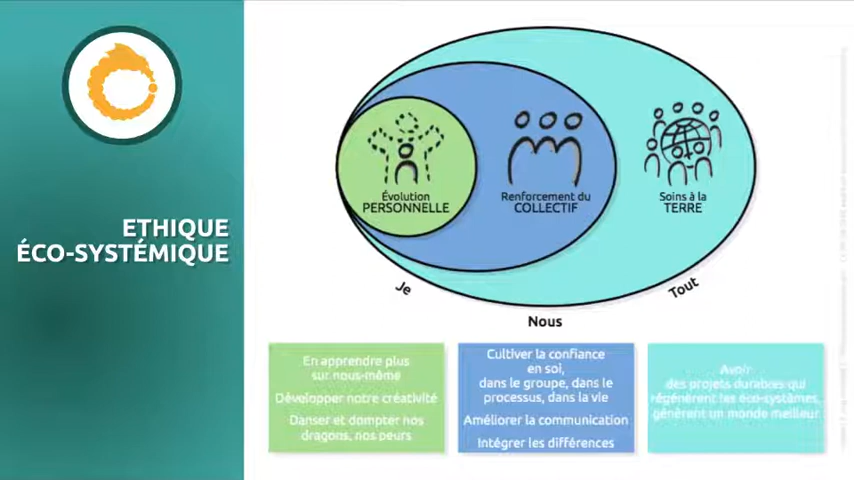 ETHIQUE
ÉCO-SYSTÉMIQUE
Évolution
PERSONNELLE
Renforcement du
COLLECTIF
Soins à la
TERRE
Je
Nous
Tout
En apprendre plus
sur nous-même
Développer notre créativité
Danser et dompter nos
dragons, nos peurs
Cultiver la confiance
en soi,
dans le groupe, dans le
processus, dans la vie
Améliorer la communication
Intégrer les différences
Avoir
des projets durables qui
régénèrent les éco-systèmes,
génèrent un monde meilleur